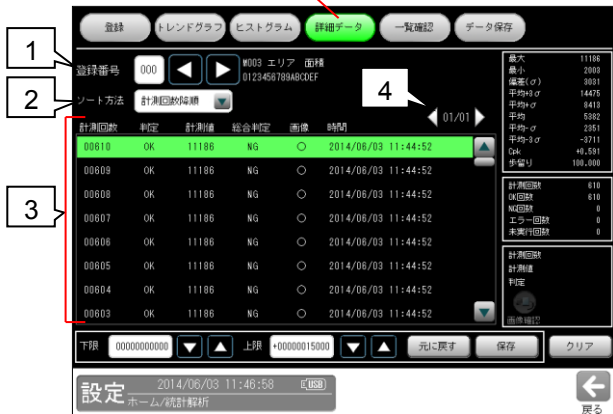 登録 トレンドグラフ ヒストグラム 詳細データ 一覧確認 データ保存
1
登録番号 000 W003 エリア 面積
0123456789ABCDEF
2
ソート方法 計測回数降順
4
01/01
3
計測回数 判定 計測値 総合判定 画像 時間
00610 OK 11186 NG ○ 2014/06/03 11:44:52
00609 OK 11186 NG ○ 2014/06/03 11:44:52
00608 OK 11186 NG ○ 2014/06/03 11:44:52
00607 OK 11186 NG ○ 2014/06/03 11:44:52
00606 OK 11186 NG ○ 2014/06/03 11:44:52
00605 OK 11186 NG ○ 2014/06/03 11:44:52
00604 OK 11186 NG ○ 2014/06/03 11:44:52
00603 OK 11186 NG ○ 2014/06/03 11:44:52
最大 11186
最小 2003
偏差(σ) 3031
平均+3σ 14475
平均+σ 8413
平均 5382
平均-σ 2351
平均-3σ -3711
Cpk +0.591
歩留り 100.000
計測回数 610
OK回数 610
NG回数 0
エラー回数 0
未実行回数 0
計測回数
計測値
判定
画像確認
下限 00000000000 上限 +00000015000 元に戻す 保存 クリア
設定 2014/06/03 11:46:58 USB
ホーム/統計解析
戻る